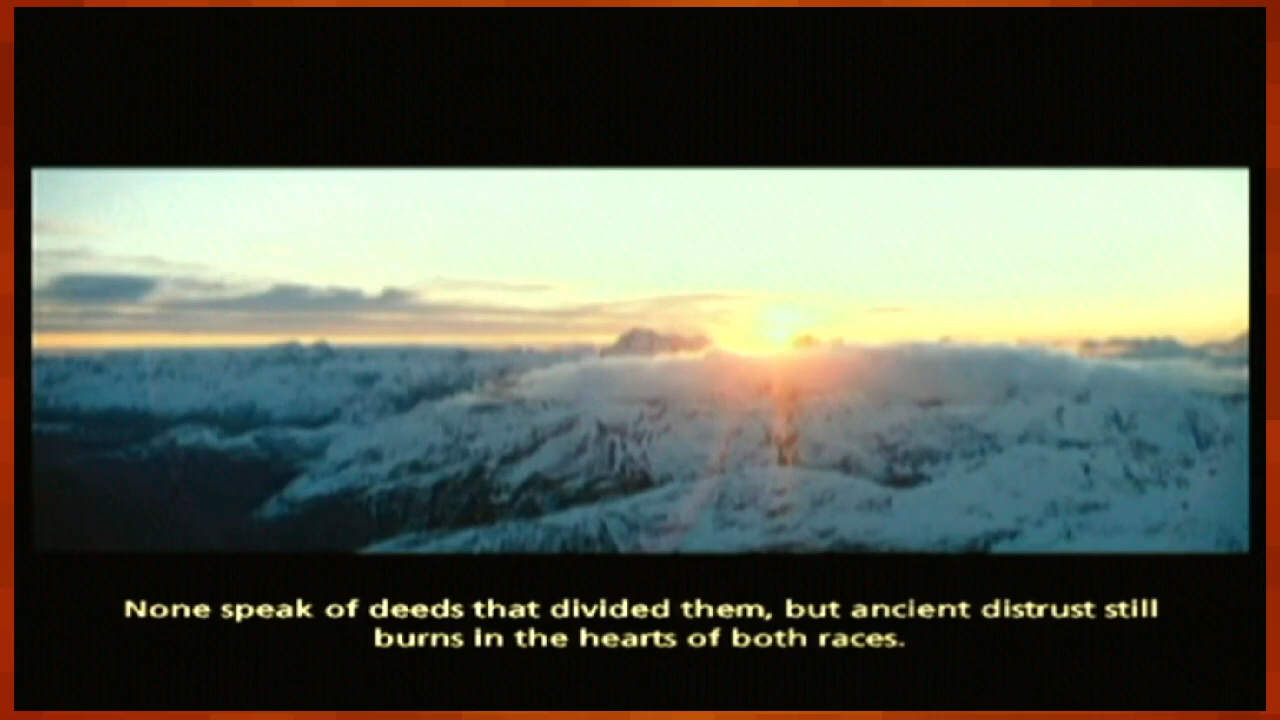 None speak of deeds that divided them, but ancient distrust still
burns in the hearts of both races.